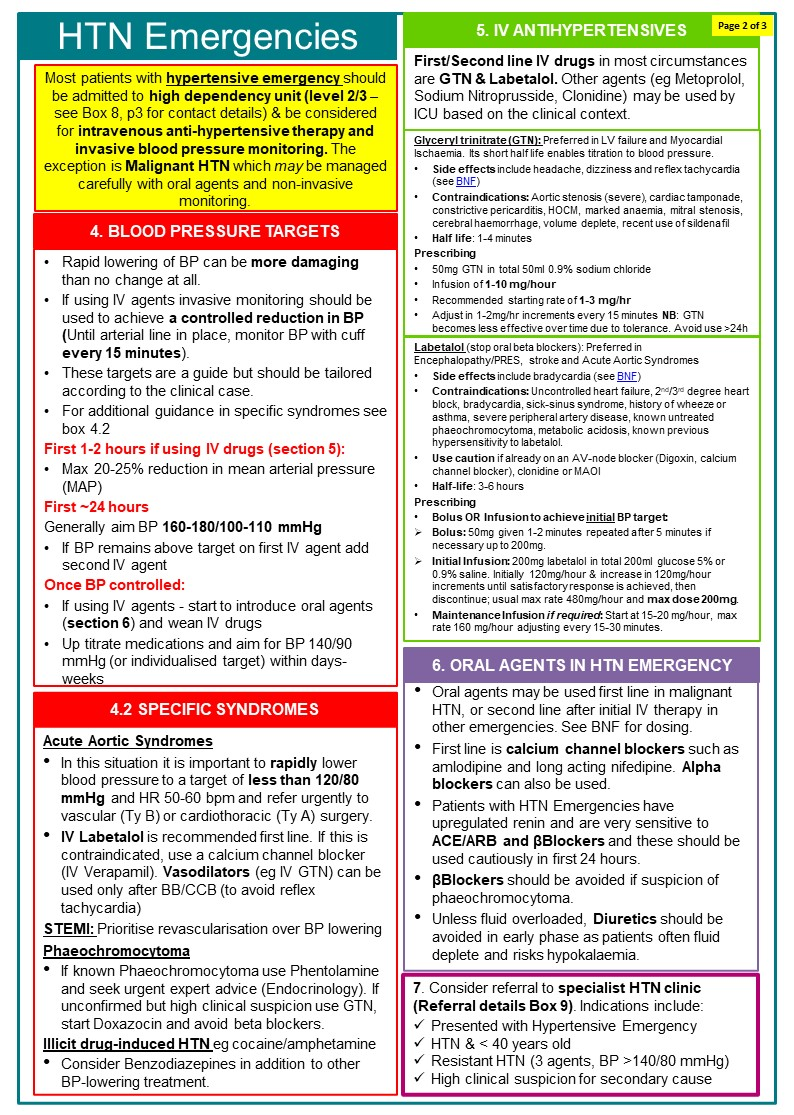 HTN Emergencies
Most patients with hypertensive emergency should
be admitted to high dependency unit (level 2/3 –
see Box 8, p3 for contact details) & be considered
for intravenous anti-hypertensive therapy and
invasive blood pressure monitoring. The
exception is Malignant HTN which may be managed
carefully with oral agents and non-invasive
monitoring.
4. BLOOD PRESSURE TARGETS
• Rapid lowering of BP can be more damaging
than no change at all.
• If using IV agents invasive monitoring should be
used to achieve a controlled reduction in BP
(Until arterial line in place, monitor BP with cuff
every 15 minutes).
• These targets are a guide but should be tailored
according to the clinical case.
• For additional guidance in specific syndromes see
box 4.2
First 1-2 hours if using IV drugs (section 5):
• Max 20-25% reduction in mean arterial pressure
(MAP)
First ~24 hours
Generally aim BP 160-180/100-110 mmHg
• If BP remains above target on first IV agent add
second IV agent
Once BP controlled:
• If using IV agents - start to introduce oral agents
(section 6) and wean IV drugs
• Up titrate medications and aim for BP 140/90
mmHg (or individualised target) within days-
weeks
4.2 SPECIFIC SYNDROMES
Acute Aortic Syndromes
• In this situation it is important to rapidly lower
blood pressure to a target of less than 120/80
mmHg and HR 50-60 bpm and refer urgently to
vascular (Ty B) or cardiothoracic (Ty A) surgery.
• IV Labetalol is recommended first line. If this is
contraindicated, use a calcium channel blocker
(IV Verapamil). Vasodilators (eg IV GTN) can be
used only after BB/CCB (to avoid reflex
tachycardia)
STEMI: Prioritise revascularisation over BP lowering
Phaeochromocytoma
• If known Phaeochromocytoma use Phentolamine
and seek urgent expert advice (Endocrinology). If
unconfirmed but high clinical suspicion use GTN,
start Doxazocin and avoid beta blockers.
Illicit drug-induced HTN eg cocaine/amphetamine
• Consider Benzodiazepines in addition to other
BP-lowering treatment.
Page 2 of 3
5. IV ANTIHYPERTENSIVES
First/Second line IV drugs in most circumstances
are GTN & Labetalol. Other agents (eg Metoprolol,
Sodium Nitroprusside, Clonidine) may be used by
ICU based on the clinical context.
Glyceryl trinitrate (GTN): Preferred in LV failure and Myocardial
Ischaemia. Its short half life enables titration to blood pressure.
• Side effects include headache, dizziness and reflex tachycardia
(see BNF)
• Contraindications: Aortic stenosis (severe), cardiac tamponade,
constrictive pericarditis, HOCM, marked anaemia, mitral stenosis,
cerebral haemorrhage, volume deplete, recent use of sildenafil
• Half life: 1-4 minutes
Prescribing
• 50mg GTN in total 50ml 0.9% sodium chloride
• Infusion of 1-10 mg/hour
• Recommended starting rate of 1-3 mg/hr
• Adjust in 1-2mg/hr increments every 15 minutes NB: GTN
becomes less effective over time due to tolerance. Avoid use >24h
Labetalol (stop oral beta blockers): Preferred in
Encephalopathy/PRES, stroke and Acute Aortic Syndromes
• Side effects include bradycardia (see BNF)
• Contraindications: Uncontrolled heart failure, 2nd/3rd degree heart
block, bradycardia, sick-sinus syndrome, history of wheeze or
asthma, severe peripheral artery disease, known untreated
phaeochromocytoma, metabolic acidosis, known previous
hypersensitivity to labetalol.
• Use caution if already on an AV-node blocker (Digoxin, calcium
channel blocker), clonidine or MAOI
• Half-life: 3-6 hours
Prescribing
• Bolus OR Infusion to achieve initial BP target:
➢ Bolus: 50mg given 1-2 minutes repeated after 5 minutes if
necessary up to 200mg.
➢ Initial Infusion: 200mg labetalol in total 200ml glucose 5% or
0.9% saline. Initially 120mg/hour & increase in 120mg/hour
increments until satisfactory response is achieved, then
discontinue; usual max rate 480mg/hour and max dose 200mg.
• Maintenance Infusion if required: Start at 15-20 mg/hour, max
rate 160 mg/hour adjusting every 15-30 minutes.
6. ORAL AGENTS IN HTN EMERGENCY
• Oral agents may be used first line in malignant
HTN, or second line after initial IV therapy in
other emergencies. See BNF for dosing.
• First line is calcium channel blockers such as
amlodipine and long acting nifedipine. Alpha
blockers can also be used.
• Patients with HTN Emergencies have
upregulated renin and are very sensitive to
ACE/ARB and βBlockers and these should be
used cautiously in first 24 hours.
• βBlockers should be avoided if suspicion of
phaeochromocytoma.
• Unless fluid overloaded, Diuretics should be
avoided in early phase as patients often fluid
deplete and risks hypokalaemia.
7. Consider referral to specialist HTN clinic
(Referral details Box 9). Indications include:
✓ Presented with Hypertensive Emergency
✓ HTN & < 40 years old
✓ Resistant HTN (3 agents, BP >140/80 mmHg)
✓ High clinical suspicion for secondary cause